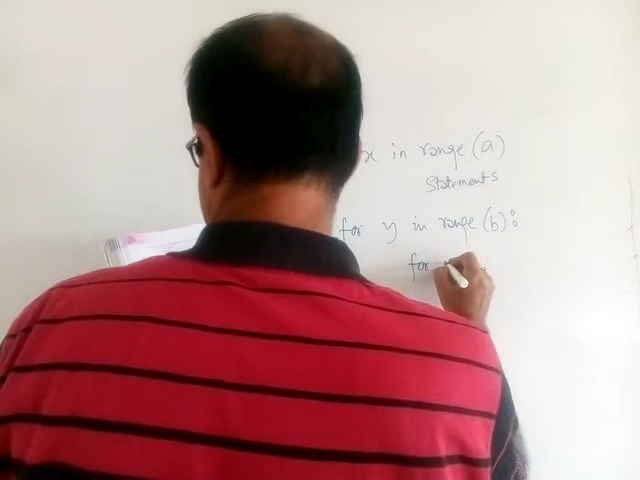 x in range (a)
Statements
for y in range (b):
for